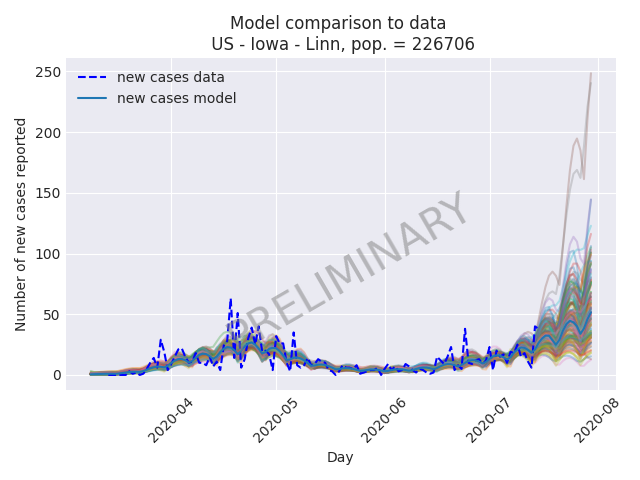 Model comparison to data
US - Iowa - Linn, pop. = 226706
new cases data
new cases model
Number of new cases reported
250
200
150
100
50
0
PRELIMINARY
2020-04
2020-05
2020-06
2020-07
2020-08
Day